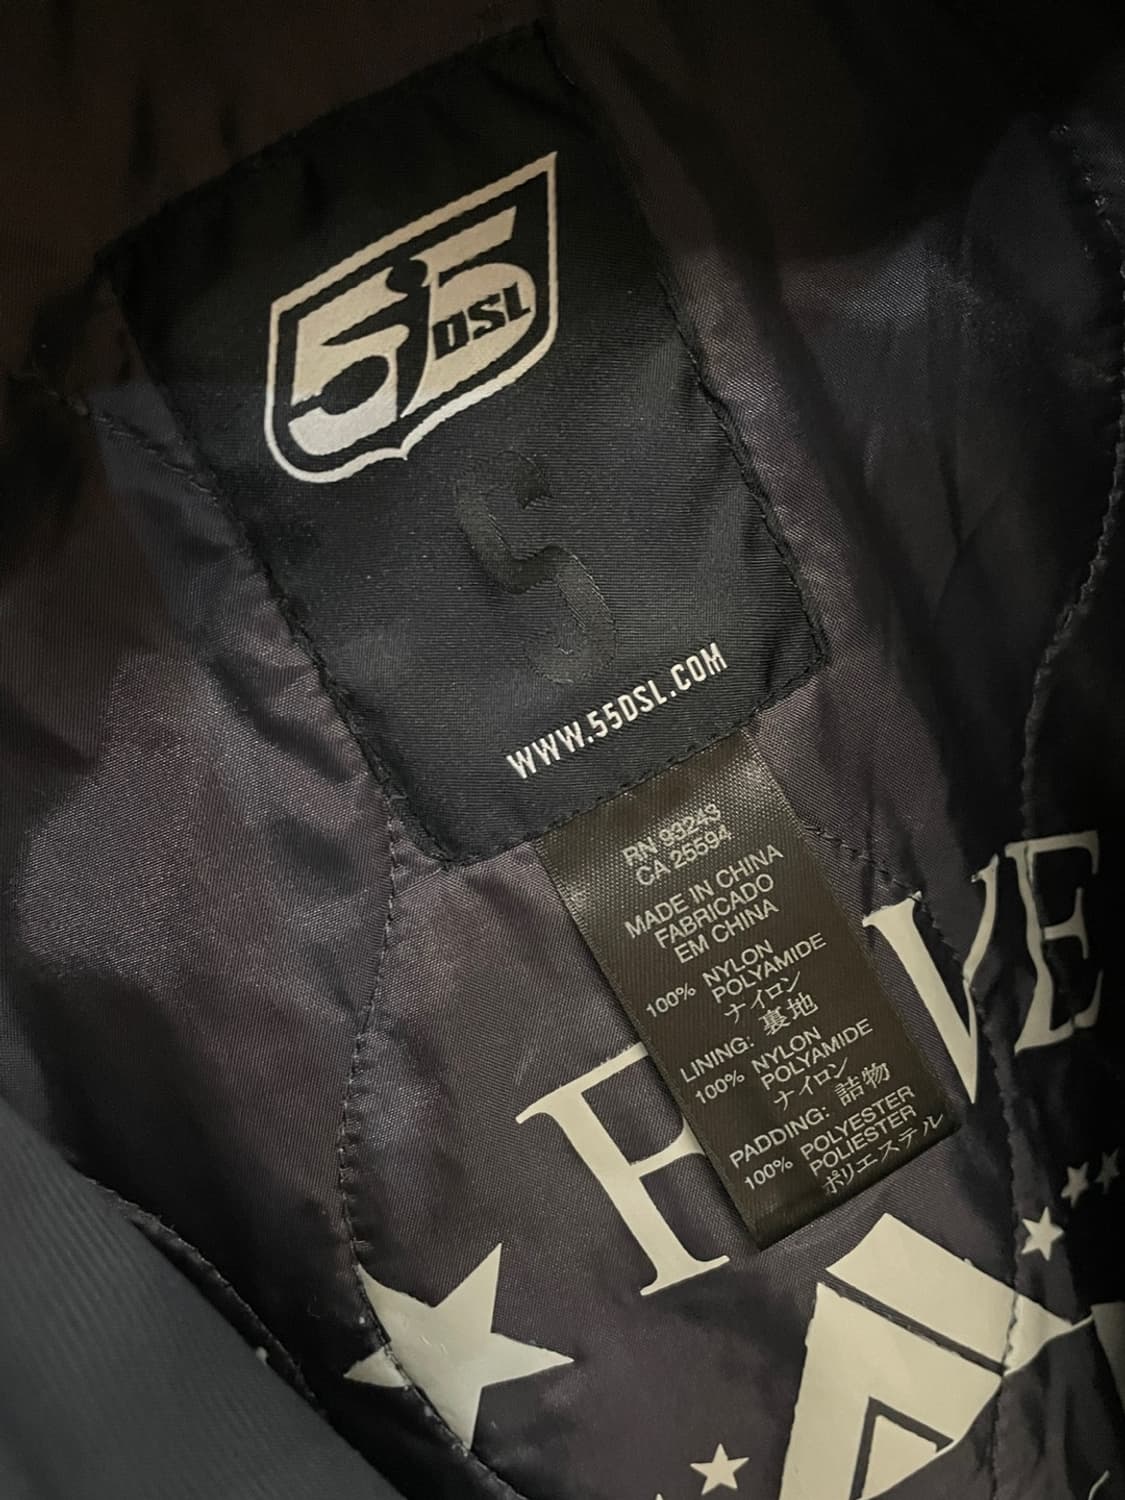 55
DSL
S
WWW.55DSL.COM
RN 93243
CA 25594
MADE IN CHINA
FABRICADO
EM CHINA
100% NYLON
POLYAMIDE
ナイロン
LINING: 裏地
100% NYLON
POLYAMIDE
ナイロン
PADDING: 詰物
100% POLYESTER
POLIESTER
ポリエステル